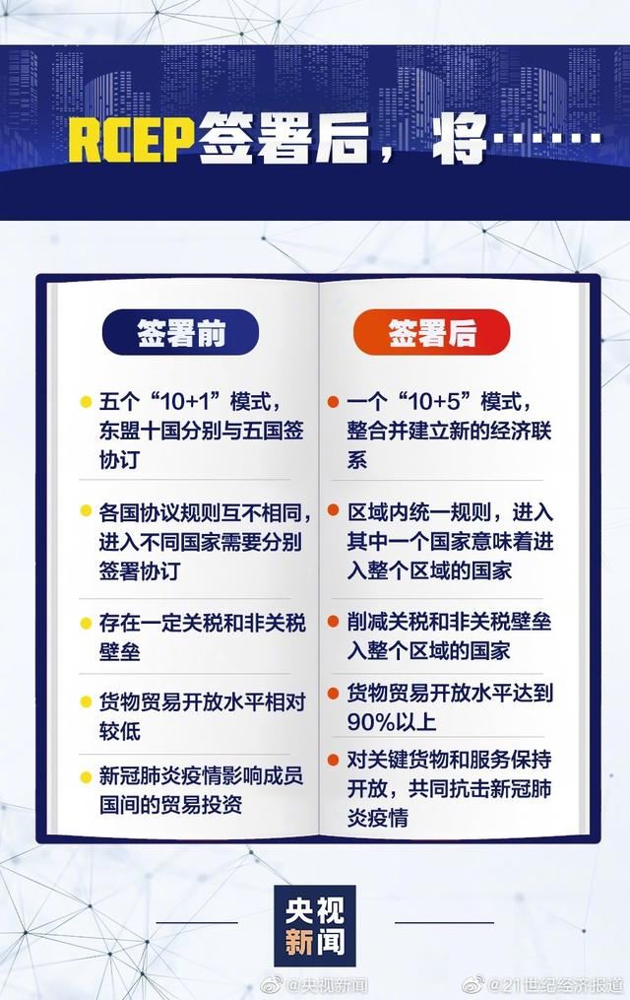 RCEP签署后，将……
签署前
五个“10+1”模式，
东盟十国分别与五国签
协订
各国协议规则互不相同，
进入不同国家需要分别
签署协订
存在一定关税和非关税
壁垒
货物贸易开放水平相对
较低
新冠肺炎疫情影响成员
国间的贸易投资
签署后
一个“10+5”模式，
整合并建立新的经济联
系
区域内统一规则，进入
其中一个国家意味着进
入整个区域的国家
削减关税和非关税壁垒
入整个区域的国家
货物贸易开放水平达到
90%以上
对关键货物和服务保持
开放，共同抗击新冠肺
炎疫情
央视
新闻
@央视新闻
@21世纪经济报道